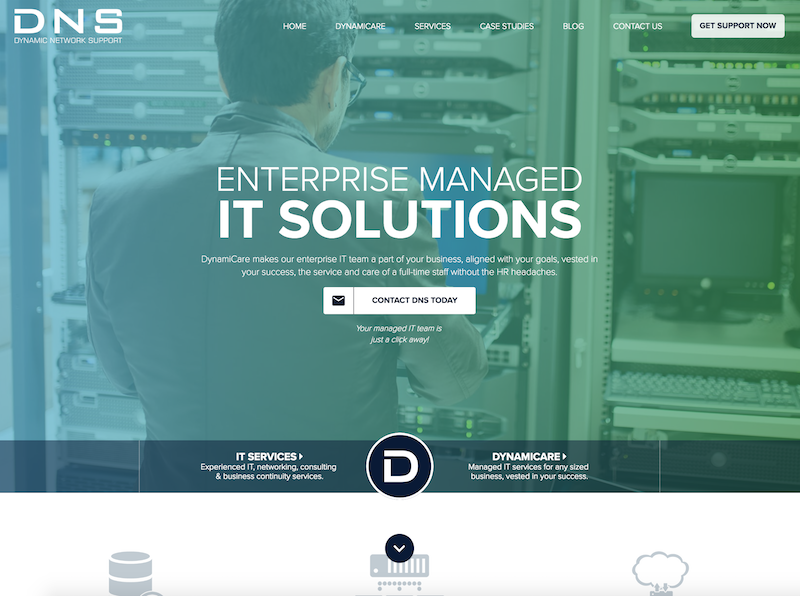 DNS
DYNAMIC NETWORK SUPPORT
HOME
DYNAMICARE
SERVICES
CASE STUDIES
BLOG
CONTACT US
GET SUPPORT NOW
ENTERPRISE MANAGED
IT SOLUTIONS
DynamiCare makes our enterprise IT team a part of your business, aligned with your goals, vested in
your success, the service and care of a full-time staff without the HR headaches.
CONTACT DNS TODAY
Your managed IT team is
just a click away!
IT SERVICES
Experienced IT, networking, consulting
& business continuity services.
D
DYNAMICARE
Managed IT services for any sized
business, vested in your success.